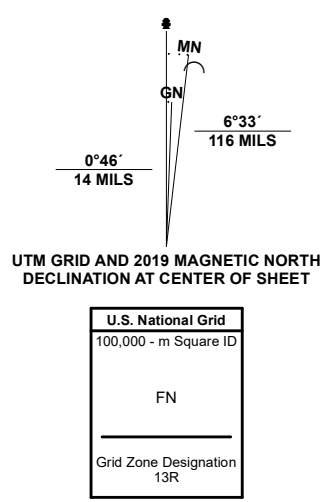 MN
GN
6°33´
116 MILS
0°46´
14 MILS
UTM GRID AND 2019 MAGNETIC NORTH
DECLINATION AT CENTER OF SHEET
U.S. National Grid
100,000 - m Square ID
FN
Grid Zone Designation
13R